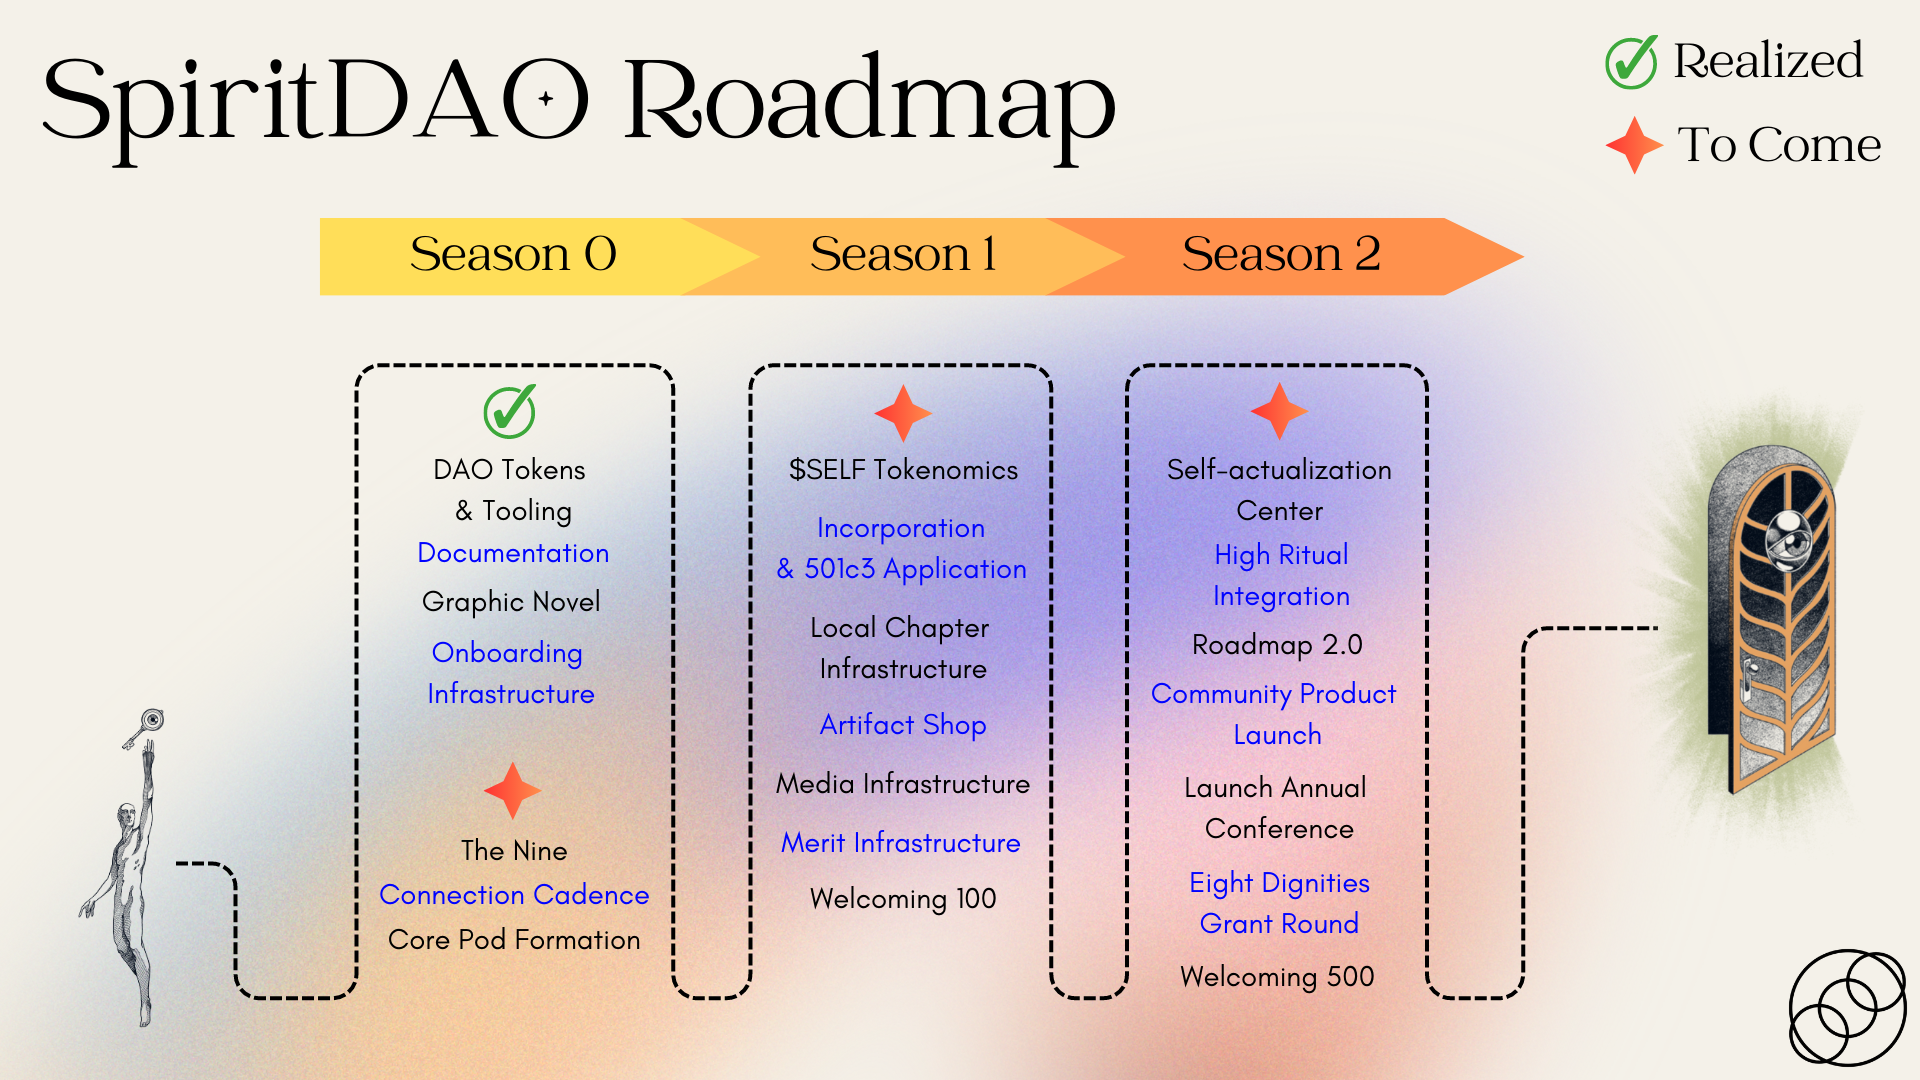 SpiritDAO Roadmap
Realized
To Come
Season 0
Season 1
Season 2
DAO Tokens
& Tooling
Documentation
Graphic Novel
Onboarding
Infrastructure
The Nine
Connection Cadence
Core Pod Formation
$SELF Tokenomics
Incorporation
& 501c3 Application
Local Chapter
Infrastructure
Artifact Shop
Media Infrastructure
Merit Infrastructure
Welcoming 100
Self-actualization
Center
High Ritual
Integration
Roadmap 2.0
Community Product
Launch
Launch Annual
Conference
Eight Dignities
Grant Round
Welcoming 500